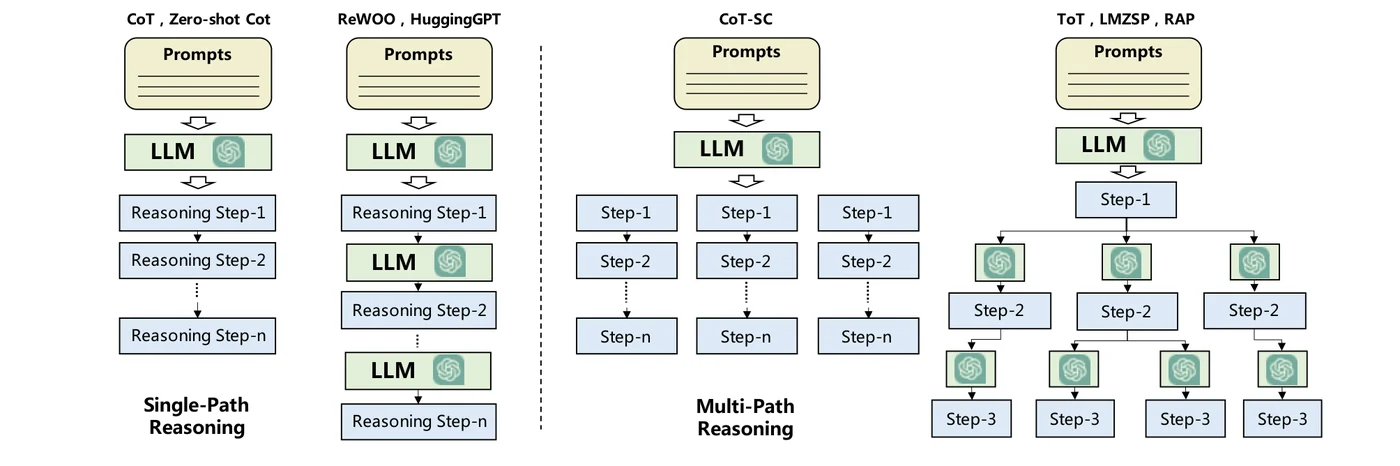 CoT , Zero-shot Cot
Prompts
LLM
Reasoning Step-1
Reasoning Step-2
Reasoning Step-n
Single-Path
Reasoning
ReWOO , HuggingGPT
Prompts
LLM
Reasoning Step-1
LLM
Reasoning Step-2
LLM
Reasoning Step-n
CoT-SC
Prompts
LLM
Step-1
Step-1
Step-1
Step-2
Step-2
Step-2
Step-n
Step-n
Step-n
Multi-Path
Reasoning
ToT , LMZSP , RAP
Prompts
LLM
Step-1
Step-2
Step-2
Step-2
Step-3
Step-3
Step-3
Step-3